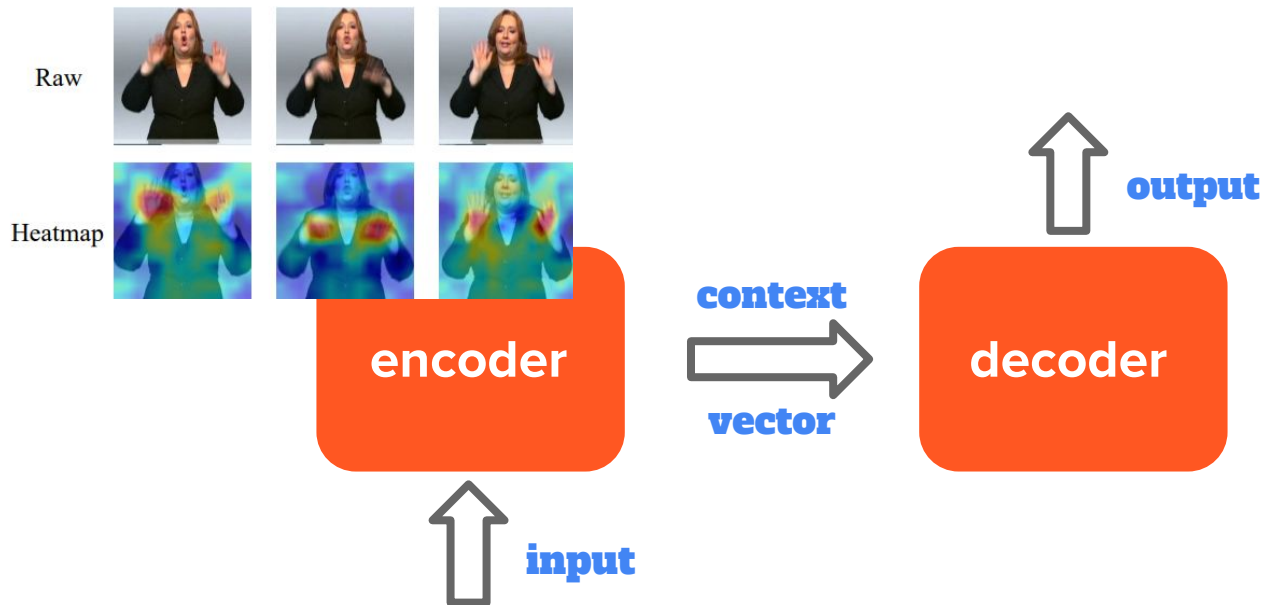 Raw
Heatmap
output
context
encoder
decoder
vector
input